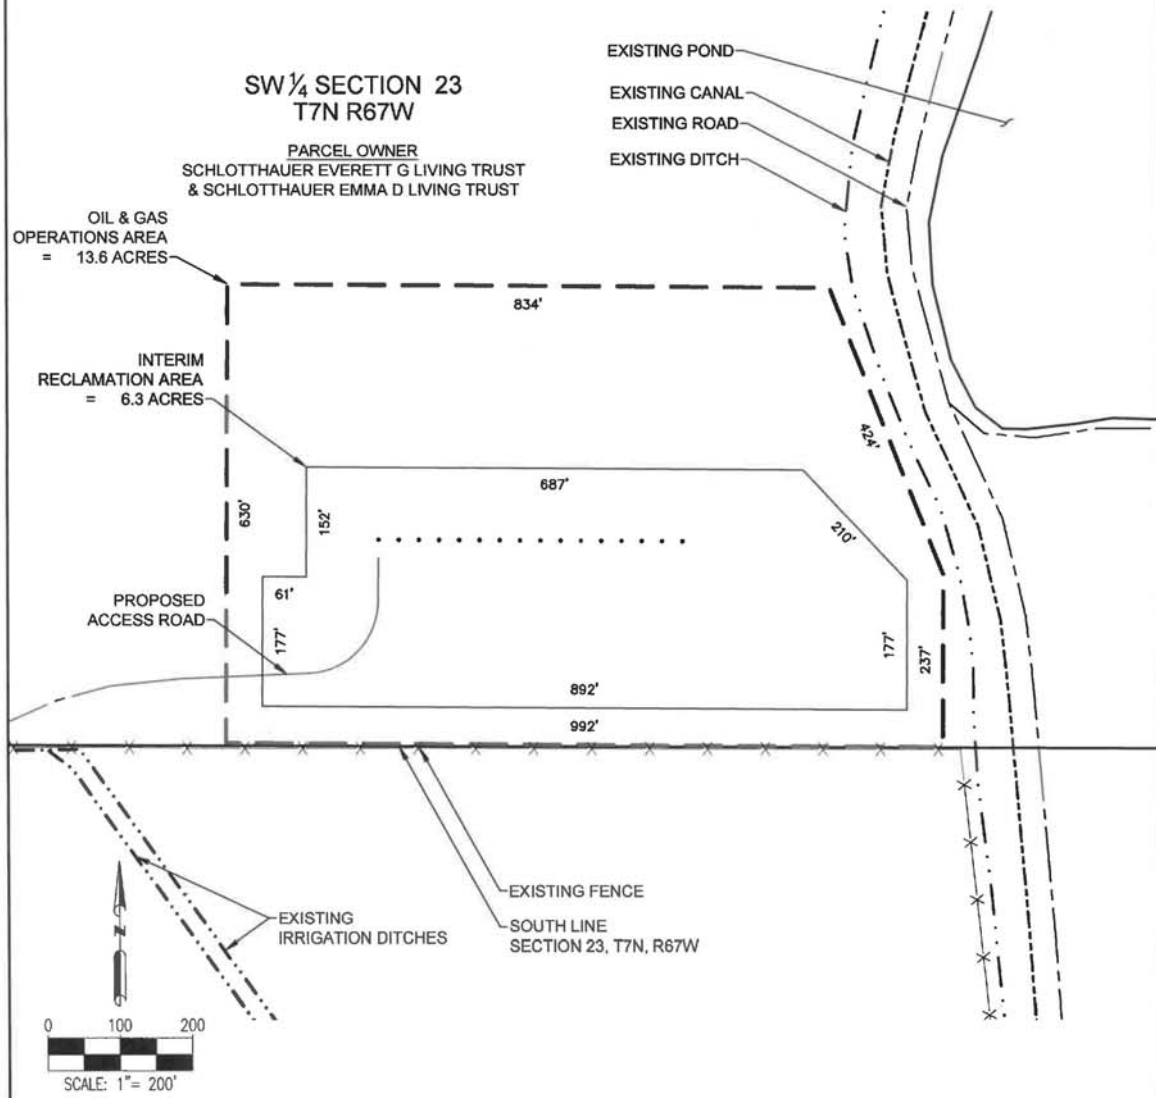 SW ¼ SECTION 23
T7N R67W
PARCEL OWNER
SCHLOTTHAUER EVERETT G LIVING TRUST
& SCHLOTTHAUER EMMA D LIVING TRUST
EXISTING POND
EXISTING CANAL
EXISTING ROAD
EXISTING DITCH
OIL & GAS
OPERATIONS AREA
= 13.6 ACRES
834'
INTERIM
RECLAMATION AREA
= 6.3 ACRES
424'
687'
630'
152'
210'
61'
PROPOSED
ACCESS ROAD
177'
177'
237'
892'
992'
EXISTING FENCE
SOUTH LINE
SECTION 23, T7N, R67W
EXISTING
IRRIGATION DITCHES
N
0 100 200
SCALE: 1"= 200'